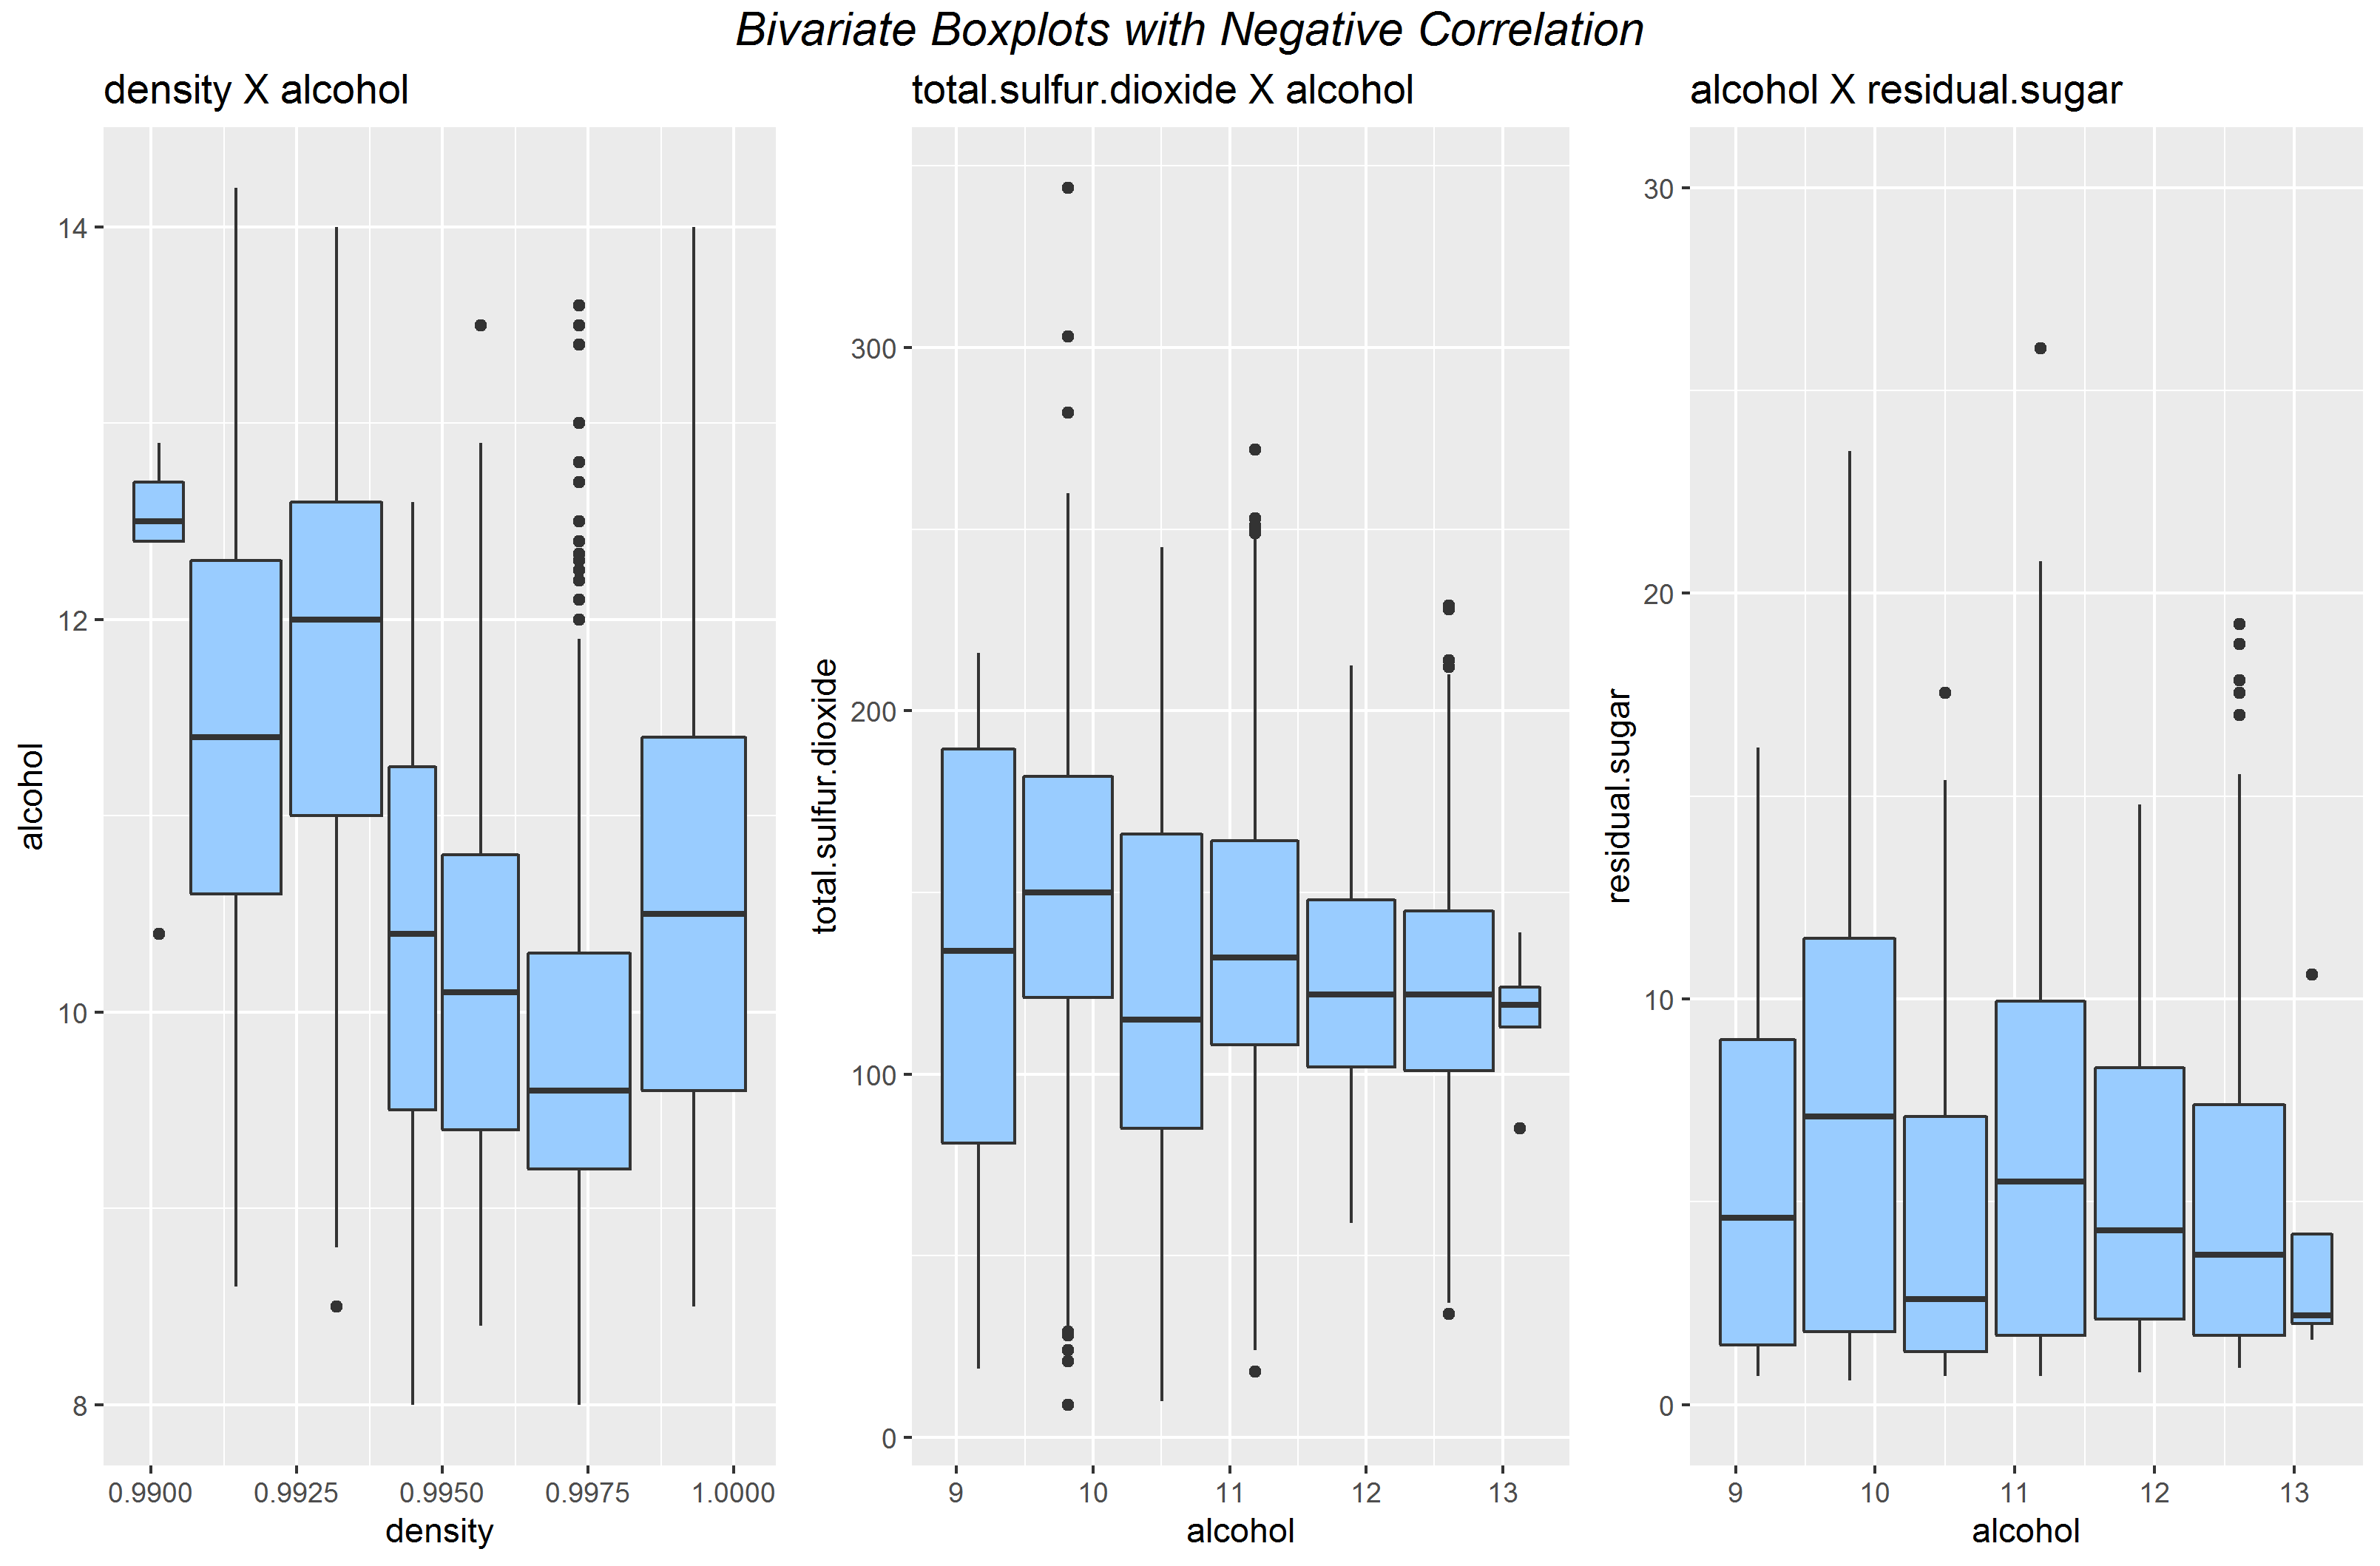 Bivariate Boxplots with Negative Correlation
density X alcohol
alcohol
14
12
10
8
0.9900 0.9925 0.9950 0.9975 1.0000
density
total.sulfur.dioxide X alcohol
total.sulfur.dioxide
300
200
100
0
9 10 11 12 13
alcohol
alcohol X residual.sugar
residual.sugar
30
20
10
0
9 10 11 12 13
alcohol